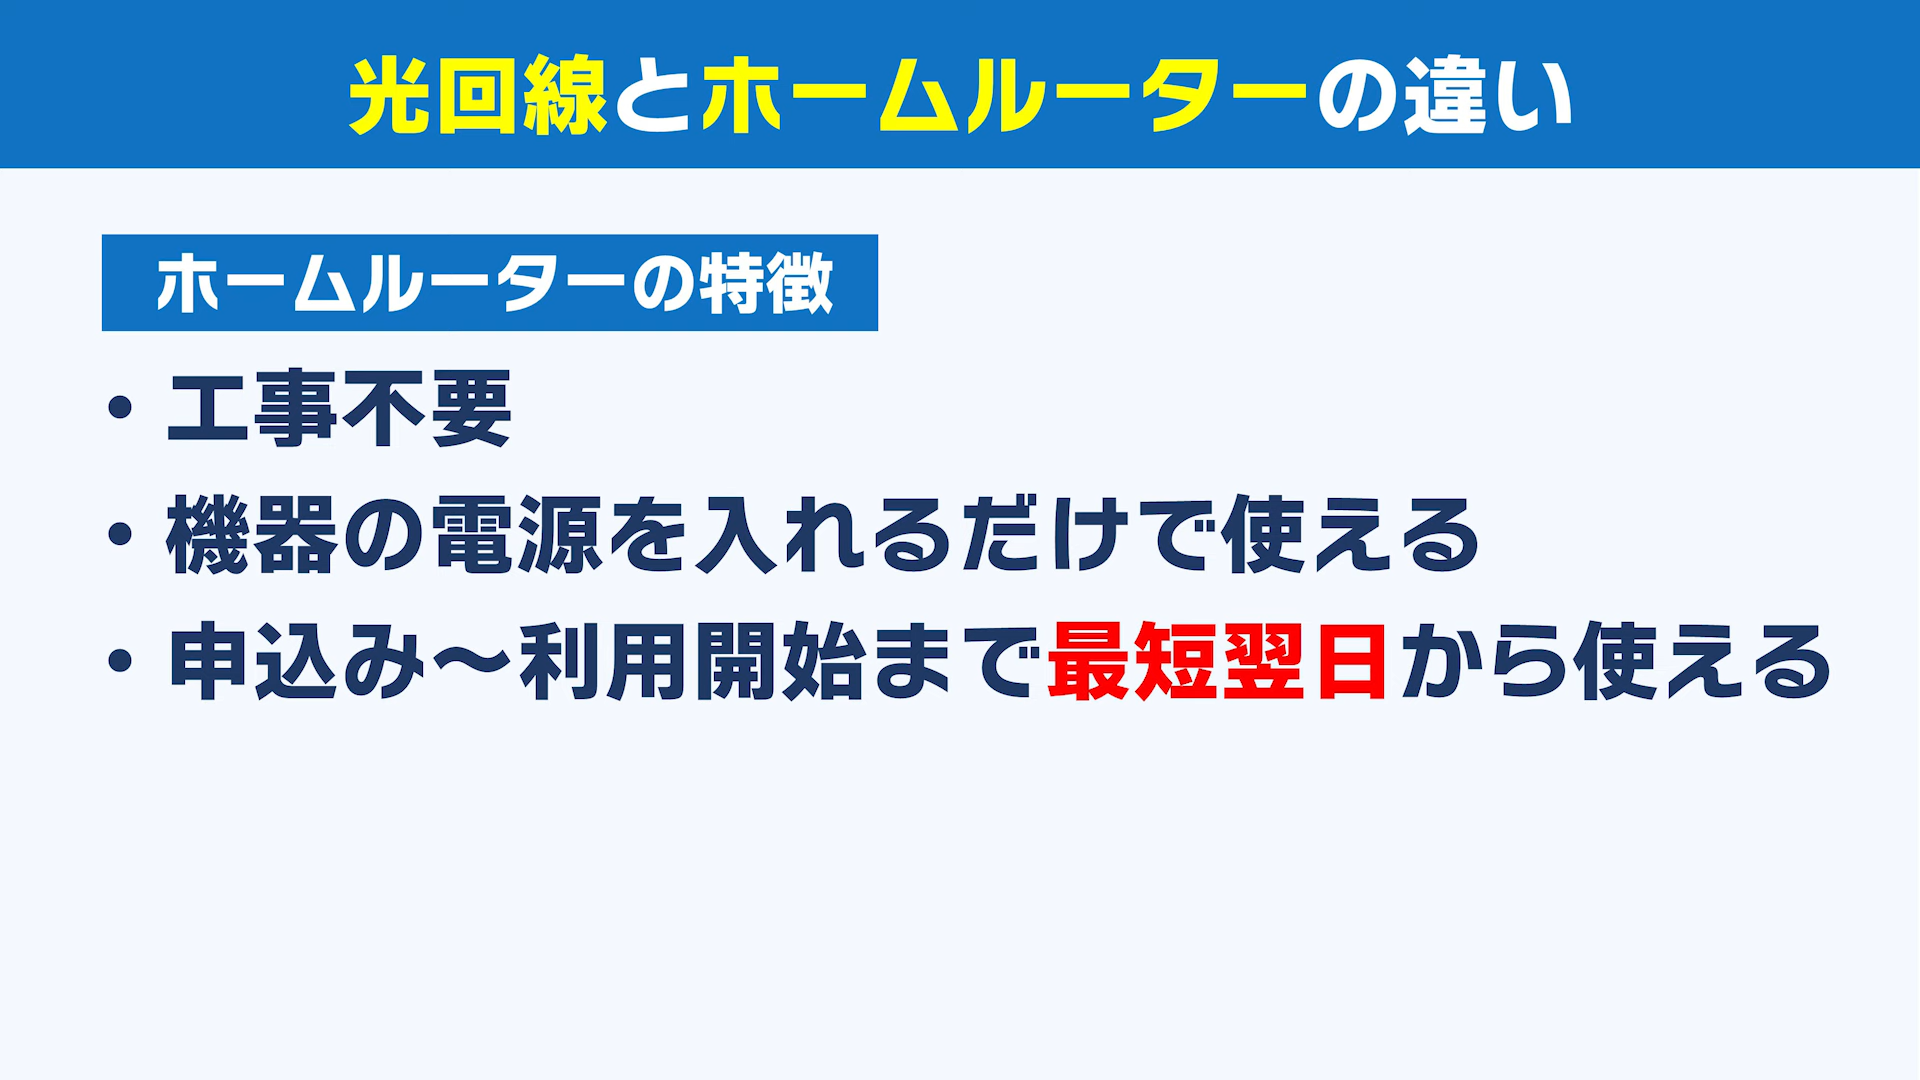 光回線とホームルーターの違い
ホームルーターの特徴
・工事不要
・機器の電源を入れるだけで使える
・申込み～利用開始まで最短翌日から使える